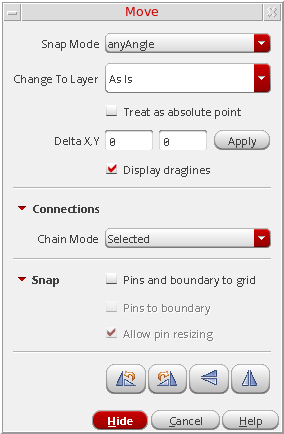 Move
Snap Mode anyAngle
Change To Layer As Is
Treat as absolute point
Delta X,Y 0 0 Apply
Display draglines
Connections
Chain Mode Selected
Snap Pins and boundary to grid
Pins to boundary
Allow pin resizing
Hide Cancel Help